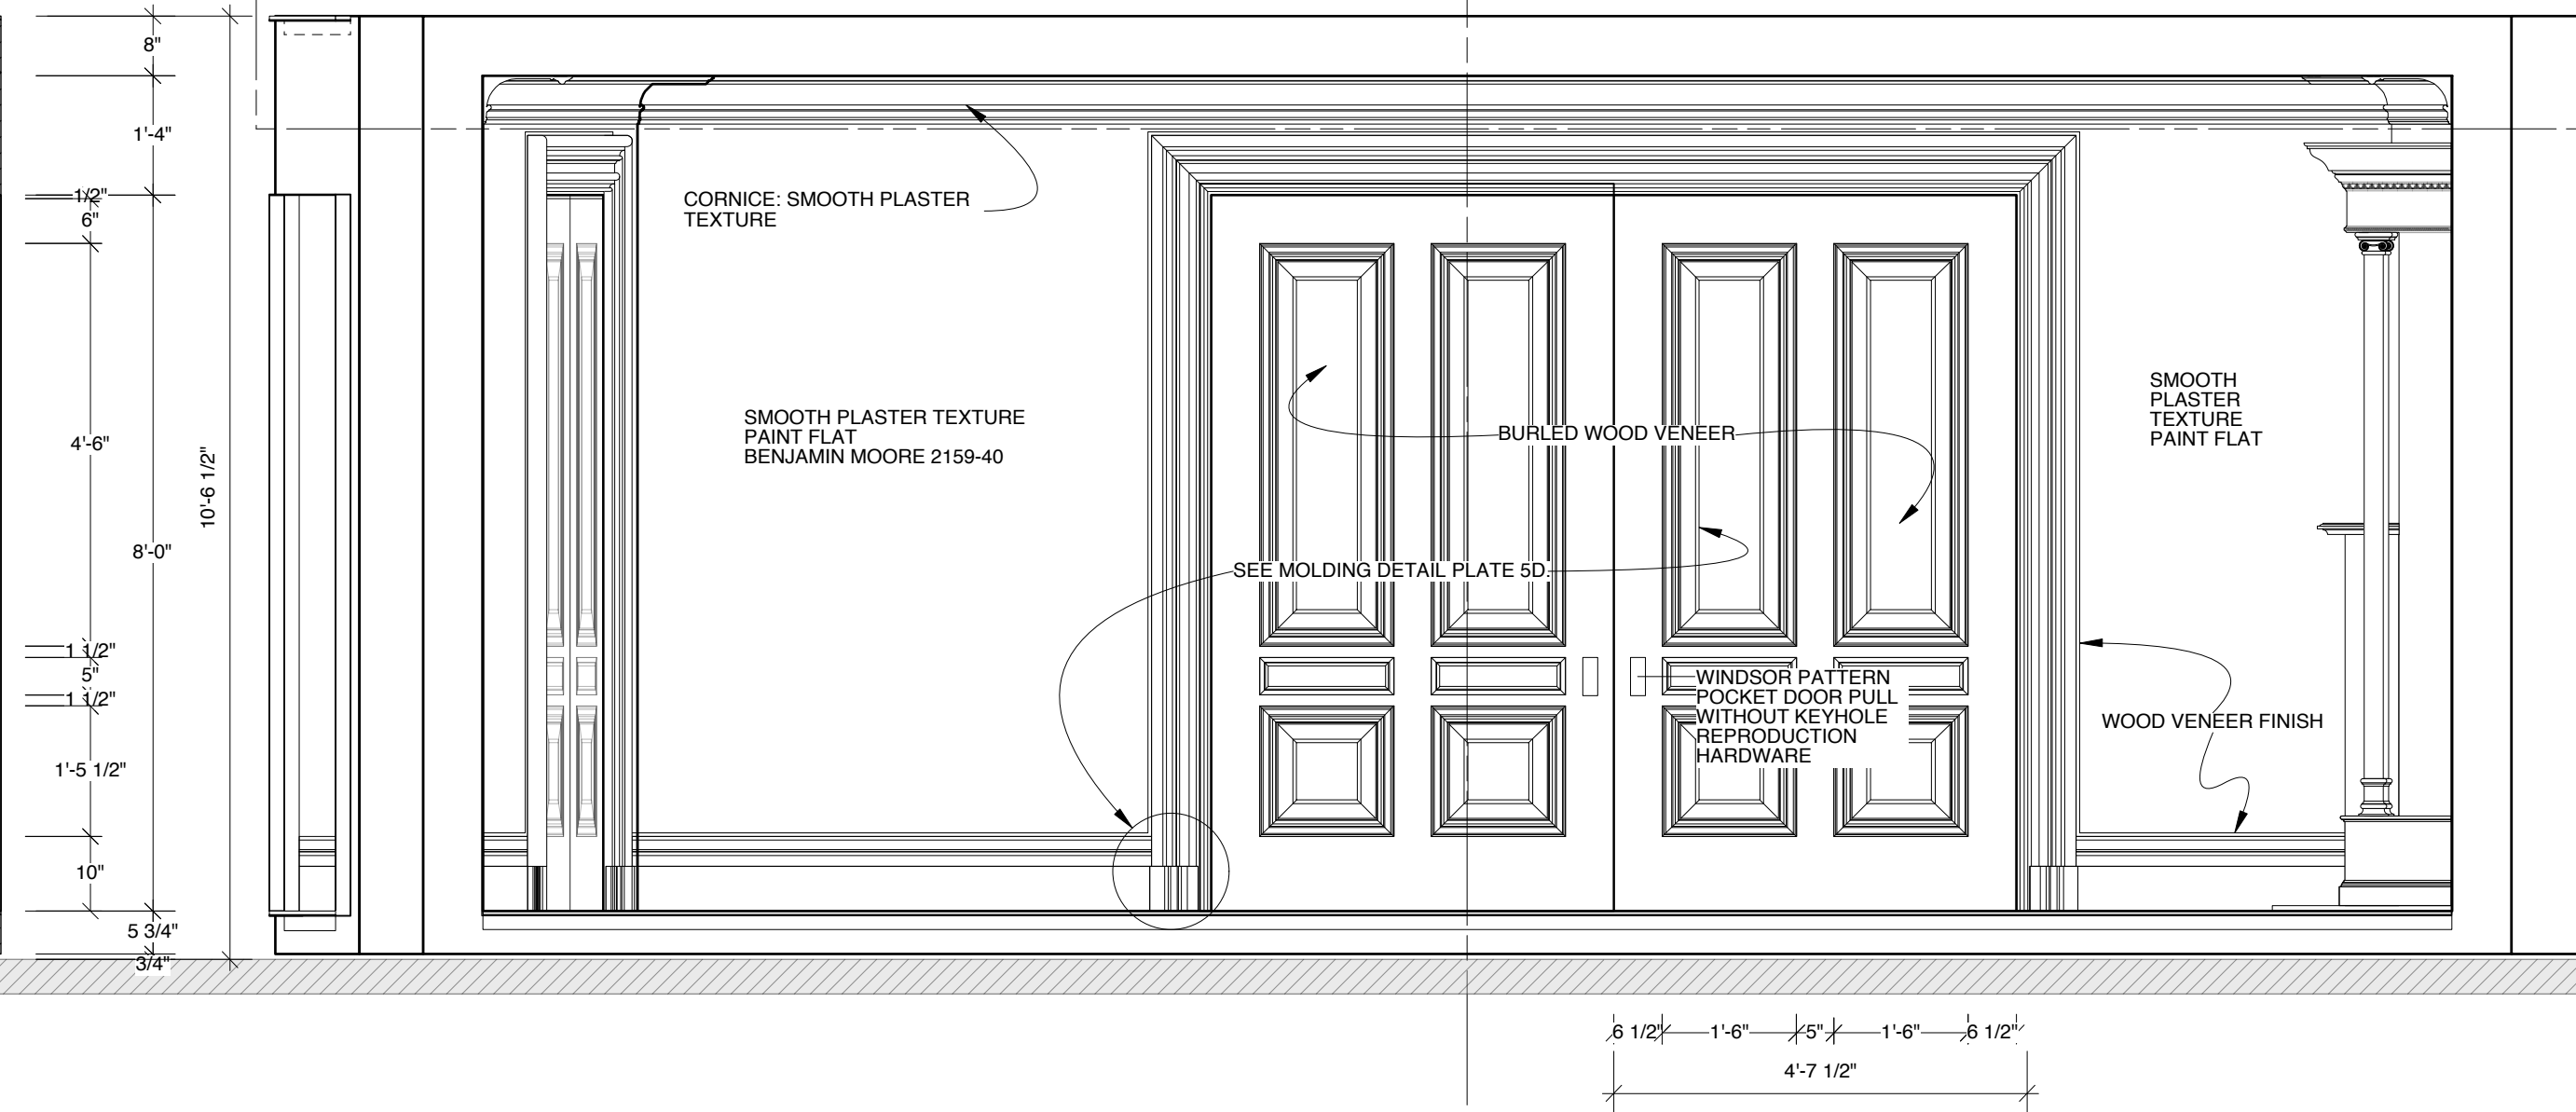 8"
1'-4"
1/2"
6"
4'-6"
10'-6 1/2"
8'-0"
1 1/2"
5"
1 1/2"
1'-5 1/2"
10"
5 3/4"
3/4"
CORNICE: SMOOTH PLASTER
TEXTURE
SMOOTH PLASTER TEXTURE
PAINT FLAT
BENJAMIN MOORE 2159-40
BURLED WOOD VENEER
SEE MOLDING DETAIL PLATE 5D.
WINDSOR PATTERN
POCKET DOOR PULL
WITHOUT KEYHOLE
REPRODUCTION
HARDWARE
SMOOTH
PLASTER
TEXTURE
PAINT FLAT
WOOD VENEER FINISH
6 1/2" 1'-6" 5" 1'-6" 6 1/2"
4'-7 1/2"